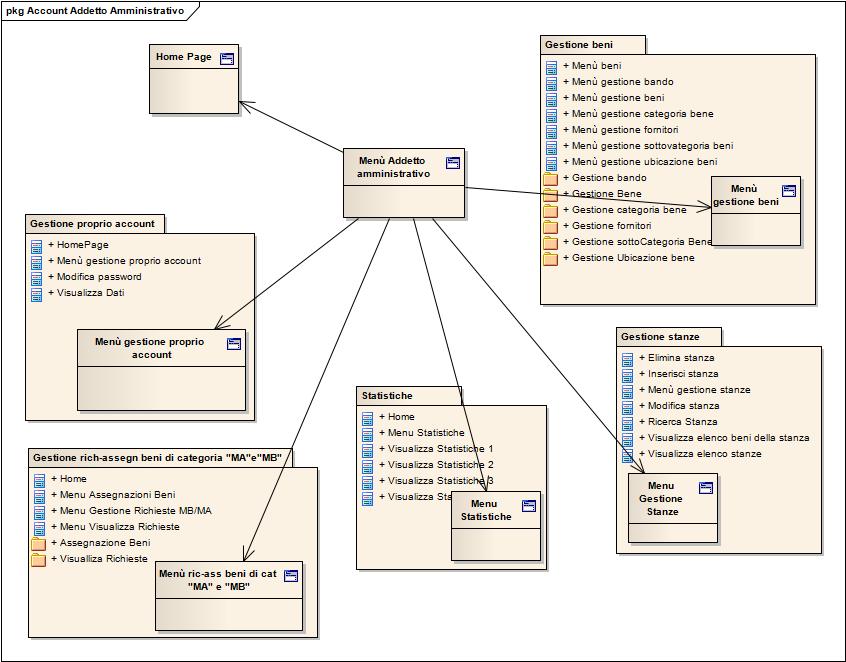 pkg Account Addetto Amministrativo
Home Page
Menù Addetto
amministrativo
Gestione beni
+ Menù beni
+ Menù gestione bando
+ Menù gestione beni
+ Menù gestione categoria bene
+ Menù gestione fornitori
+ Menù gestione sottovategoria beni
+ Menù gestione ubicazione beni
+ Gestione bando
+ Gestione Bene
+ Gestione categoria bene
+ Gestione fornitori
+ Gestione sottoCategoria Bene
+ Gestione Ubicazione bene
Menù
gestione beni
Gestione proprio account
+ HomePage
+ Menù gestione proprio account
+ Modifica password
+ Visualizza Dati
Menù gestione proprio
account
Gestione stanze
+ Elimina stanza
+ Inserisci stanza
+ Menù gestione stanze
+ Modifica stanza
+ Ricerca Stanza
+ Visualizza elenco beni della stanza
+ Visualizza elenco stanze
Menu
Gestione
Stanze
Statistiche
+ Home
+ Menu Statistiche
+ Visualizza Statistiche 1
+ Visualizza Statistiche 2
+ Visualizza Statistiche 3
+ Visualizza Sta
Menu
Statistiche
Gestione rich-assegn beni di categoria "MA"e"MB"
+ Home
+ Menu Assegnazioni Beni
+ Menu Gestione Richieste MB/MA
+ Menu Visualizza Richieste
+ Assegnazione Beni
+ Visualliza Richieste
Menù ric-ass beni di cat
"MA" e "MB"